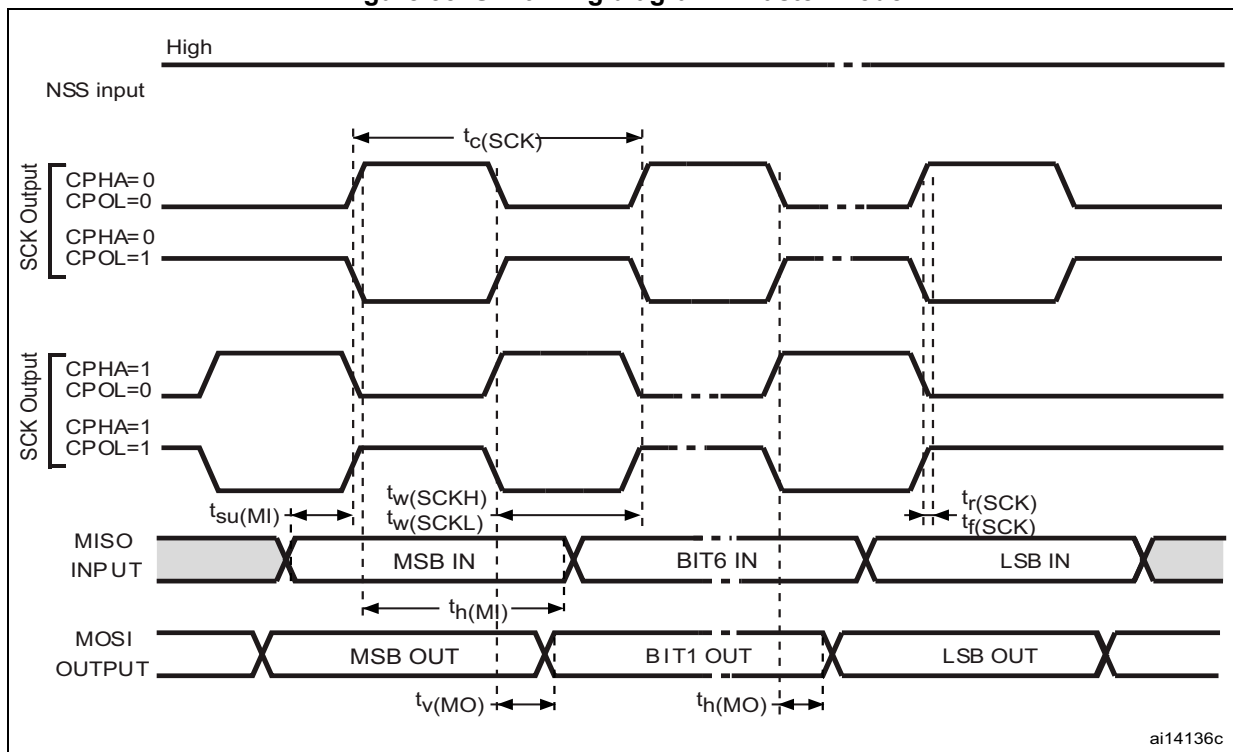 High
NSS input
tc(SCK)
SCK Output
CPHA=0
CPOL=0
CPHA=0
CPOL=1
SCK Output
CPHA=1
CPOL=0
CPHA=1
CPOL=1
tsu(MI)
tw(SCKH)
tw(SCKL)
tr(SCK)
tf(SCK)
MISO
INPUT
MSB IN
BIT6 IN
LSB IN
th(MI)
MOSI
OUTPUT
MSB OUT
BIT1 OUT
LSB OUT
tv(MO)
th(MO)
ai14136c